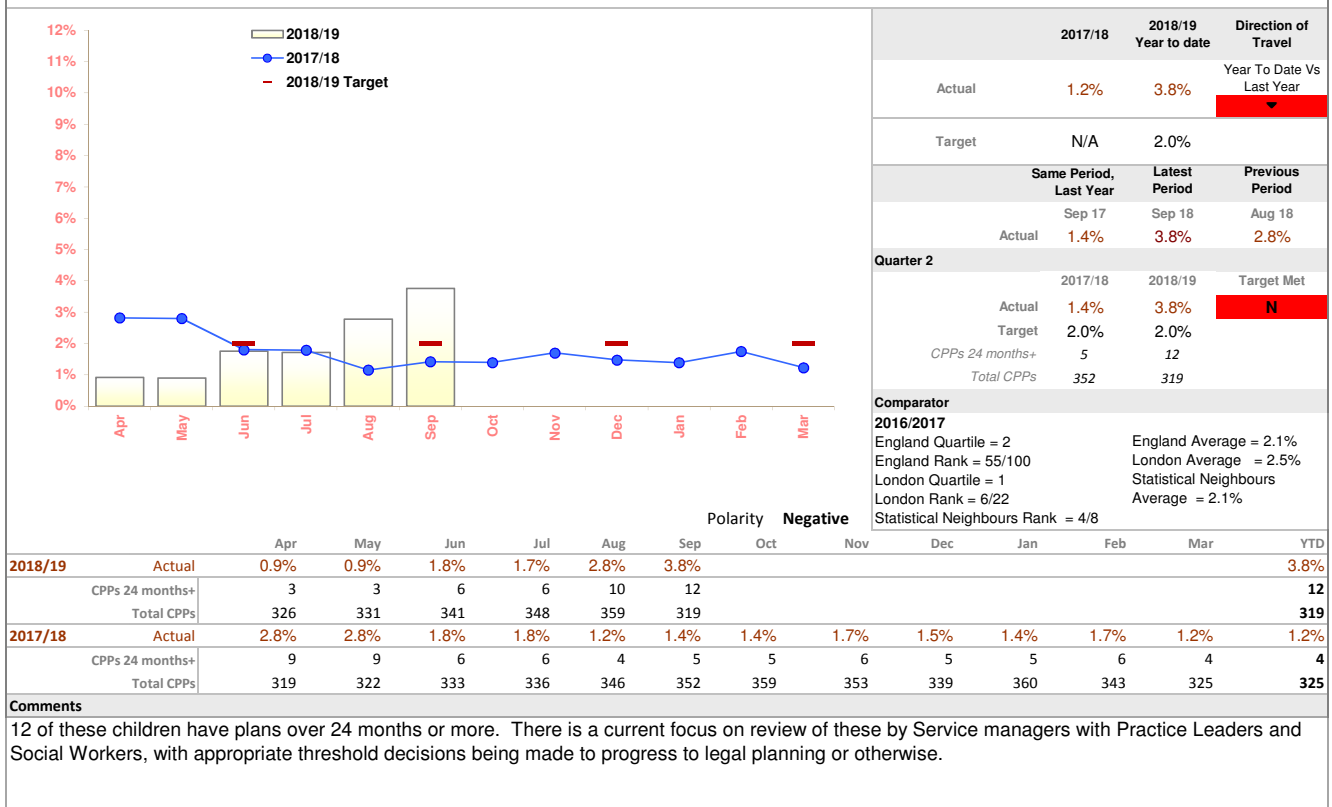 12%
11%
10%
9%
8%
7%
6%
5%
4%
3%
2%
1%
0%
2018/19
2017/18
2018/19 Target
Apr May Jun Jul Aug Sep Oct Nov Dec Jan Feb Mar
Polarity Negative
2017/18 2018/19 Year to date Direction of Travel
Actual 1.2% 3.8% Year To Date Vs Last Year ▼
Target N/A 2.0%
Same Period, Last Year Latest Period Previous Period
Sep 17 Sep 18 Aug 18
Actual 1.4% 3.8% 2.8%
Quarter 2
2017/18 2018/19 Target Met
Actual 1.4% 3.8% N
Target 2.0% 2.0%
CPPs 24 months+ 5 12
Total CPPs 352 319
Comparator
2016/2017
England Quartile = 2
England Rank = 55/100
London Quartile = 1
London Rank = 6/22
Statistical Neighbours Rank = 4/8
England Average = 2.1%
London Average = 2.5%
Statistical Neighbours
Average = 2.1%
Apr May Jun Jul Aug Sep Oct Nov Dec Jan Feb Mar YTD
2018/19 Actual 0.9% 0.9% 1.8% 1.7% 2.8% 3.8% 3.8%
CPPs 24 months+ 3 3 6 6 10 12 12
Total CPPs 326 331 341 348 359 319 319
2017/18 Actual 2.8% 2.8% 1.8% 1.8% 1.2% 1.4% 1.4% 1.7% 1.5% 1.4% 1.7% 1.2% 1.2%
CPPs 24 months+ 9 9 6 6 4 5 5 6 5 5 6 4 4
Total CPPs 319 322 333 336 346 352 359 353 339 360 343 325 325
Comments
12 of these children have plans over 24 months or more. There is a current focus on review of these by Service managers with Practice Leaders and
Social Workers, with appropriate threshold decisions being made to progress to legal planning or otherwise.